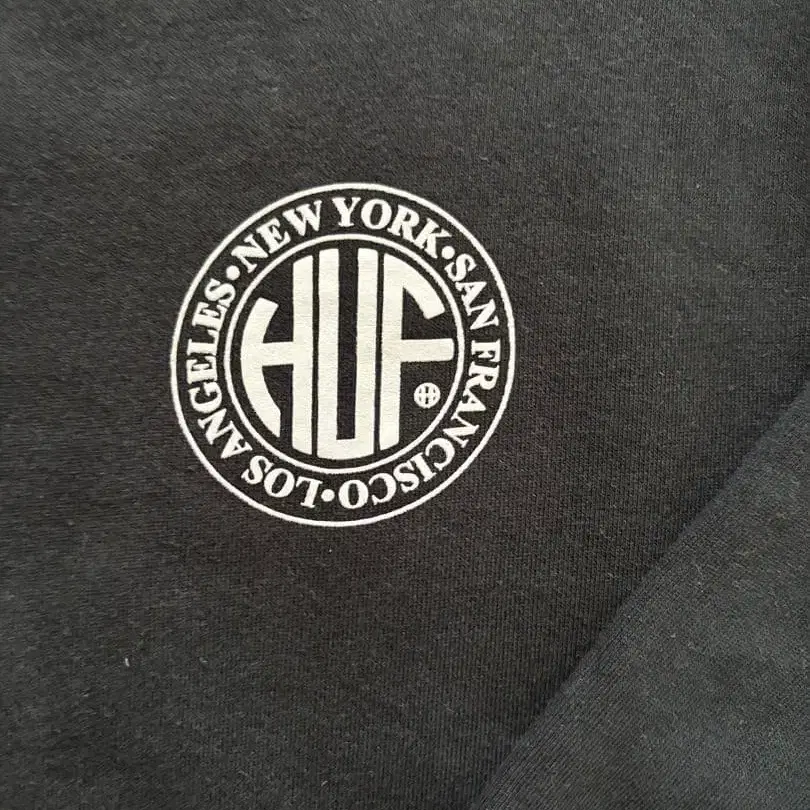 NEW YORK • SAN FRANCISCO • LOS ANGELES •
HUF